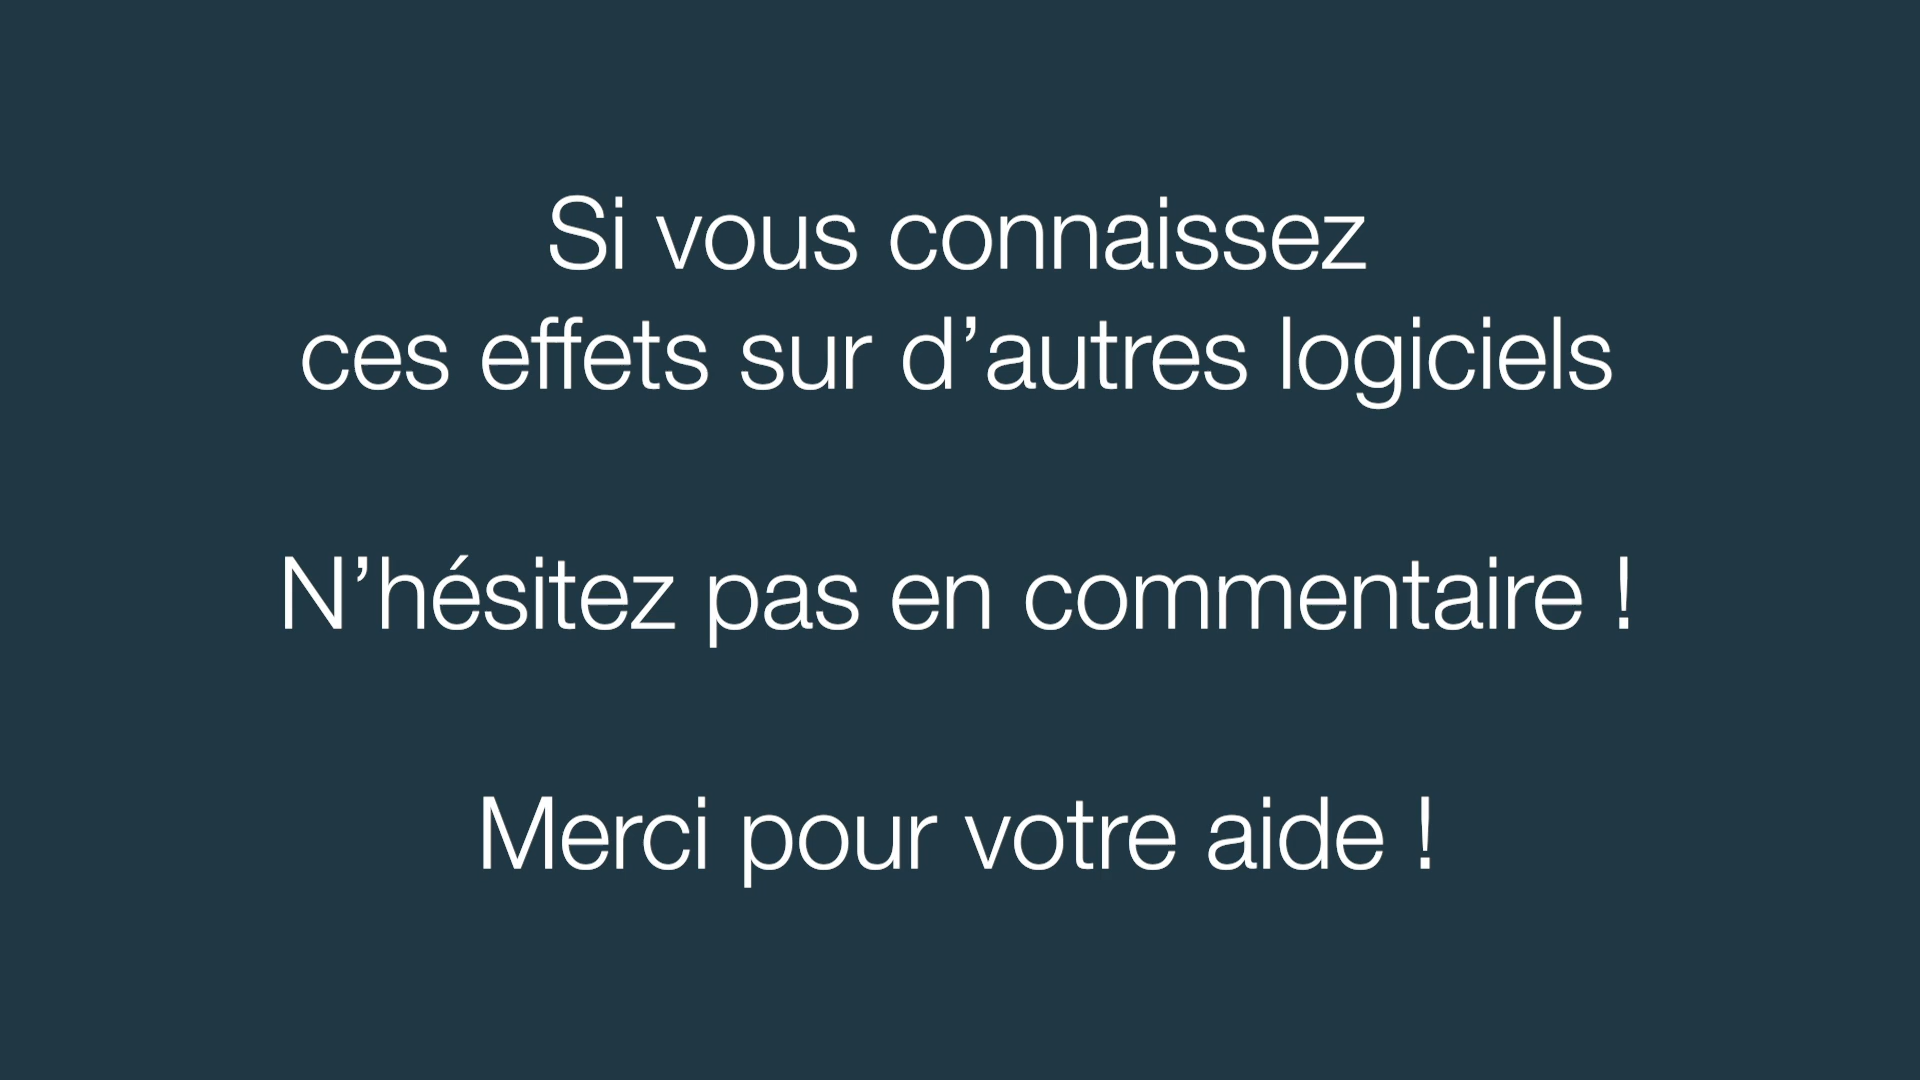 Si vous connaissez
ces effets sur d’autres logiciels
N’hésitez pas en commentaire !
Merci pour votre aide !